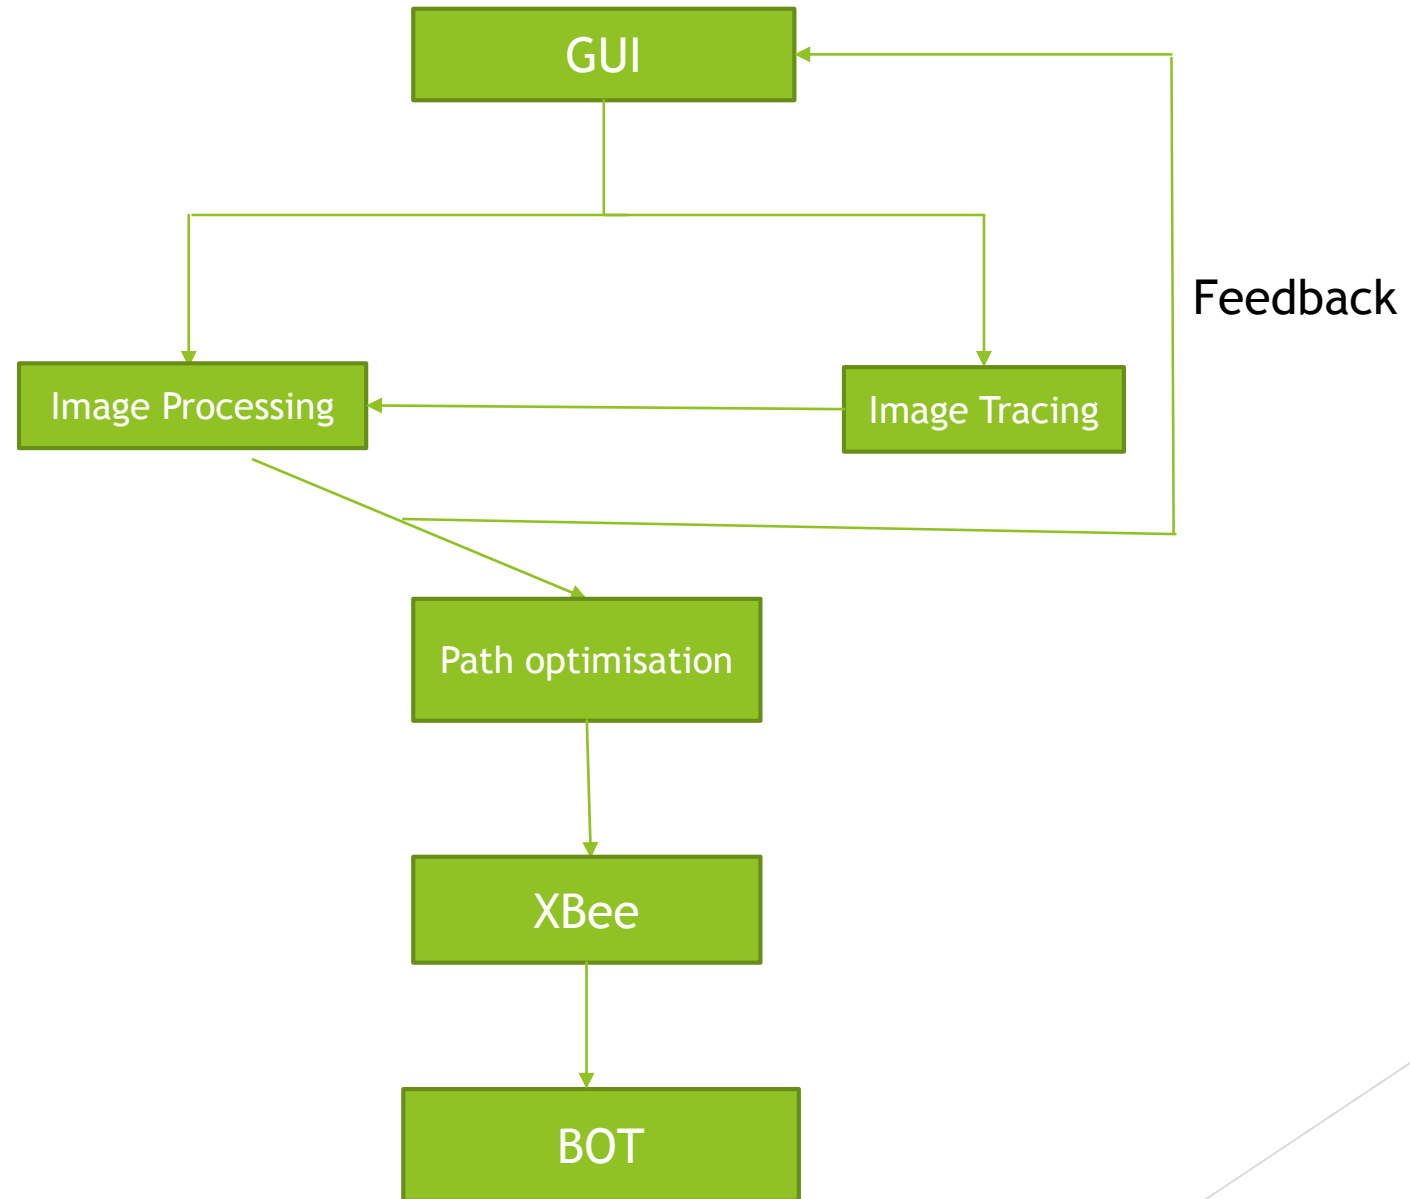 GUI
Feedback
Image Processing
Image Tracing
Path optimisation
XBee
BOT